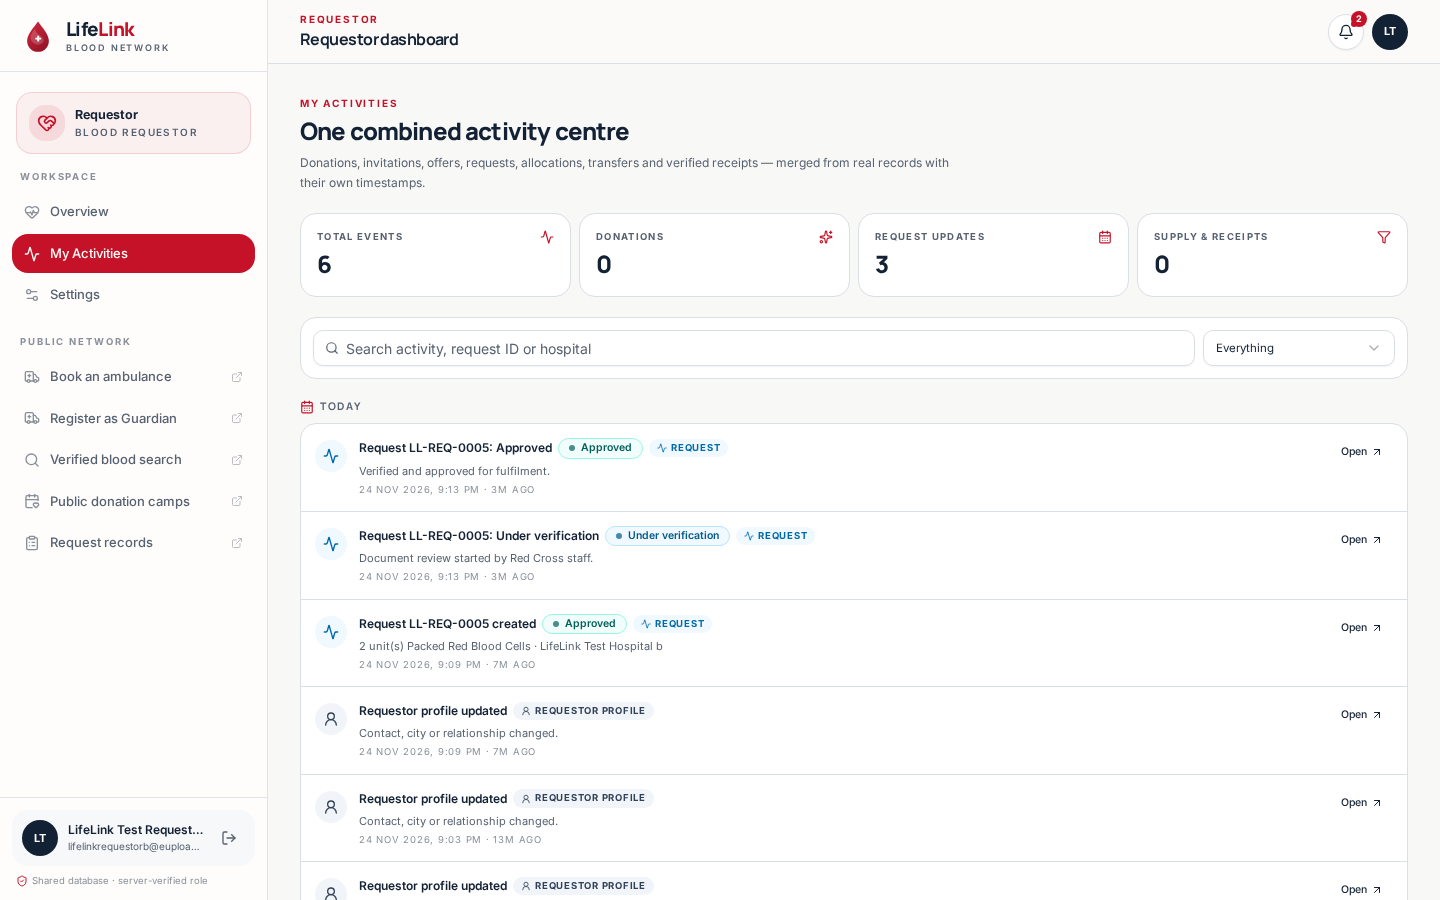 LifeLink
BLOOD NETWORK
Requestor
BLOOD REQUESTOR
WORKSPACE
Overview
My Activities
Settings
PUBLIC NETWORK
Book an ambulance
Register as Guardian
Verified blood search
Public donation camps
Request records
LT
LifeLink Test Request...
lifelinkrequestorb@euploa...
Shared database · server-verified role
REQUESTOR
Requestor dashboard
2
LT
MY ACTIVITIES
One combined activity centre
Donations, invitations, offers, requests, allocations, transfers and verified receipts — merged from real records with
their own timestamps.
TOTAL EVENTS
6
DONATIONS
0
REQUEST UPDATES
3
SUPPLY & RECEIPTS
0
Search activity, request ID or hospital
Everything
TODAY
Request LL-REQ-0005: Approved Approved REQUEST
Verified and approved for fulfilment.
24 NOV 2026, 9:13 PM · 3M AGO
Open
Request LL-REQ-0005: Under verification Under verification REQUEST
Document review started by Red Cross staff.
24 NOV 2026, 9:13 PM · 3M AGO
Open
Request LL-REQ-0005 created Approved REQUEST
2 unit(s) Packed Red Blood Cells · LifeLink Test Hospital b
24 NOV 2026, 9:09 PM · 7M AGO
Open
Requestor profile updated REQUESTOR PROFILE
Contact, city or relationship changed.
24 NOV 2026, 9:09 PM · 7M AGO
Open
Requestor profile updated REQUESTOR PROFILE
Contact, city or relationship changed.
24 NOV 2026, 9:03 PM · 13M AGO
Open
Requestor profile updated REQUESTOR PROFILE
Open